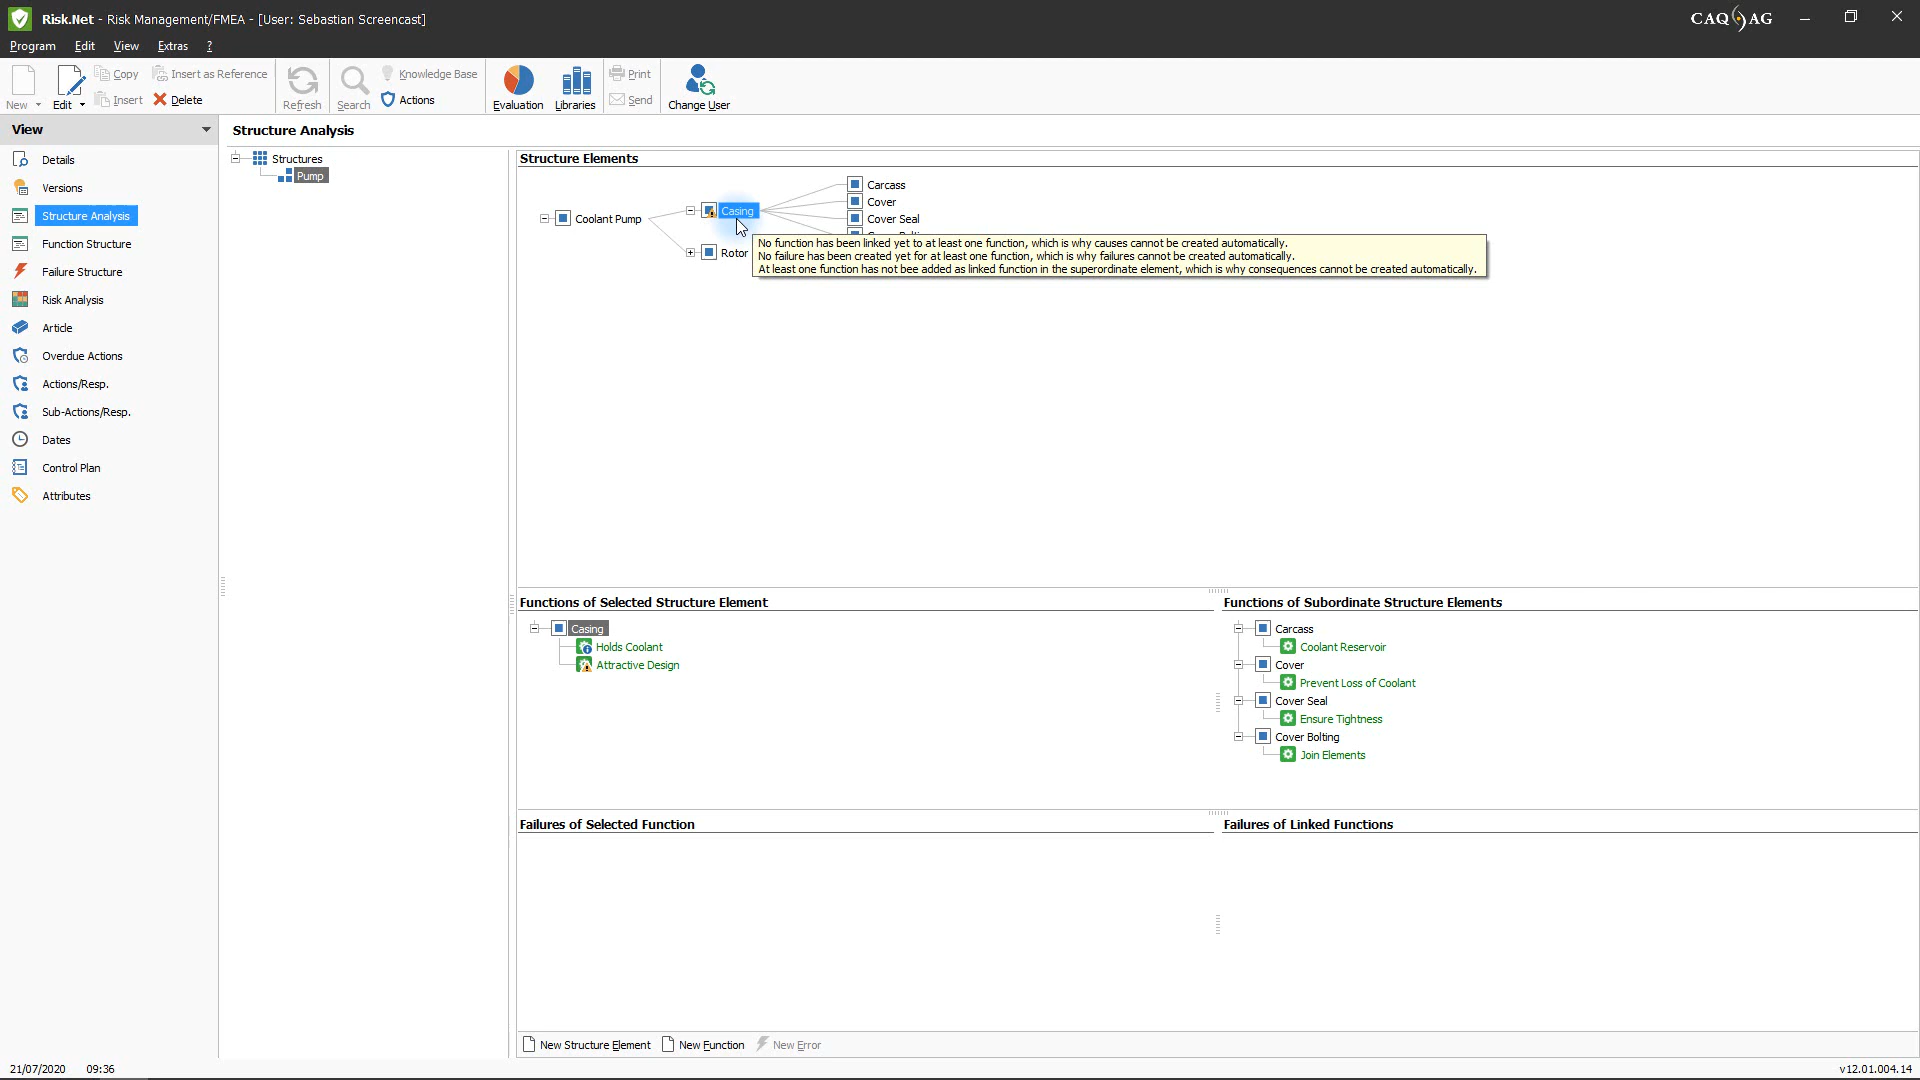 Risk.Net - Risk Management/FMEA - [User: Sebastian Screencast]
CAQ AG
Program Edit View Extras ?
New
Edit
Copy
Insert
Insert as Reference
Delete
Refresh
Search
Knowledge Base
Actions
Evaluation
Libraries
Print
Send
Change User
View
Details
Versions
Structure Analysis
Function Structure
Failure Structure
Risk Analysis
Article
Overdue Actions
Actions/Resp.
Sub-Actions/Resp.
Dates
Control Plan
Attributes
Structure Analysis
Structures
Pump
Structure Elements
Coolant Pump
Casing
Rotor
Carcass
Cover
Cover Seal
No function has been linked yet to at least one function, which is why causes cannot be created automatically.
No failure has been created yet for at least one function, which is why failures cannot be created automatically.
At least one function has not bee added as linked function in the superordinate element, which is why consequences cannot be created automatically.
Functions of Selected Structure Element
Casing
Holds Coolant
Attractive Design
Functions of Subordinate Structure Elements
Carcass
Coolant Reservoir
Cover
Prevent Loss of Coolant
Cover Seal
Ensure Tightness
Cover Bolting
Join Elements
Failures of Selected Function
Failures of Linked Functions
New Structure Element New Function New Error
21/07/2020 09:36
v12.01.004.14